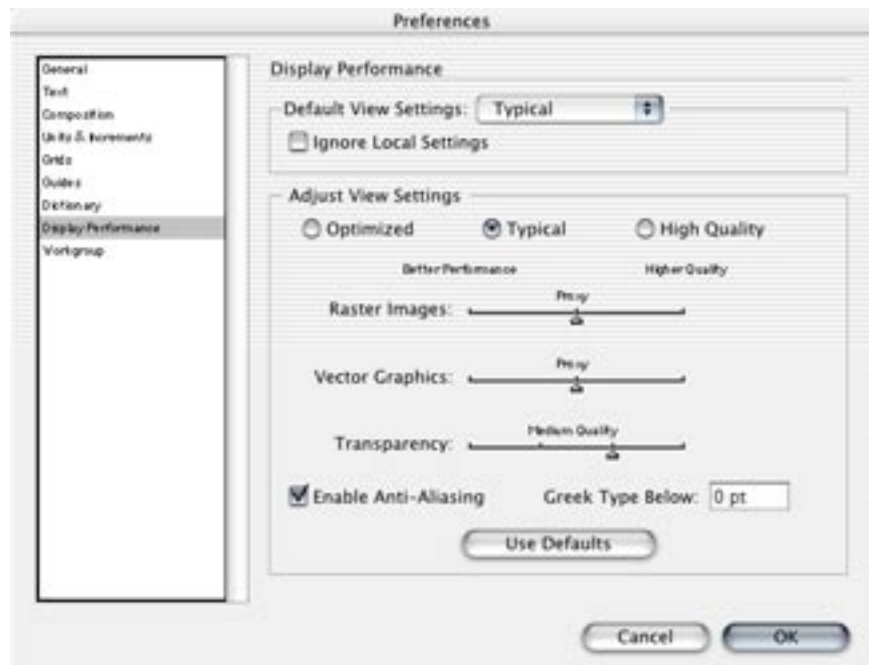 Preferences
General
Text
Composition
Units & Increments
Grids
Guides
Dictionary
Display Performance
Workgroup
Display Performance
Default View Settings: Typical
Ignore Local Settings
Adjust View Settings
Optimized Typical High Quality
Better Performance Higher Quality
Proxy
Raster Images:
Proxy
Vector Graphics:
Medium Quality
Transparency:
Enable Anti-Aliasing Greek Type Below: 0 pt
Use Defaults
Cancel OK